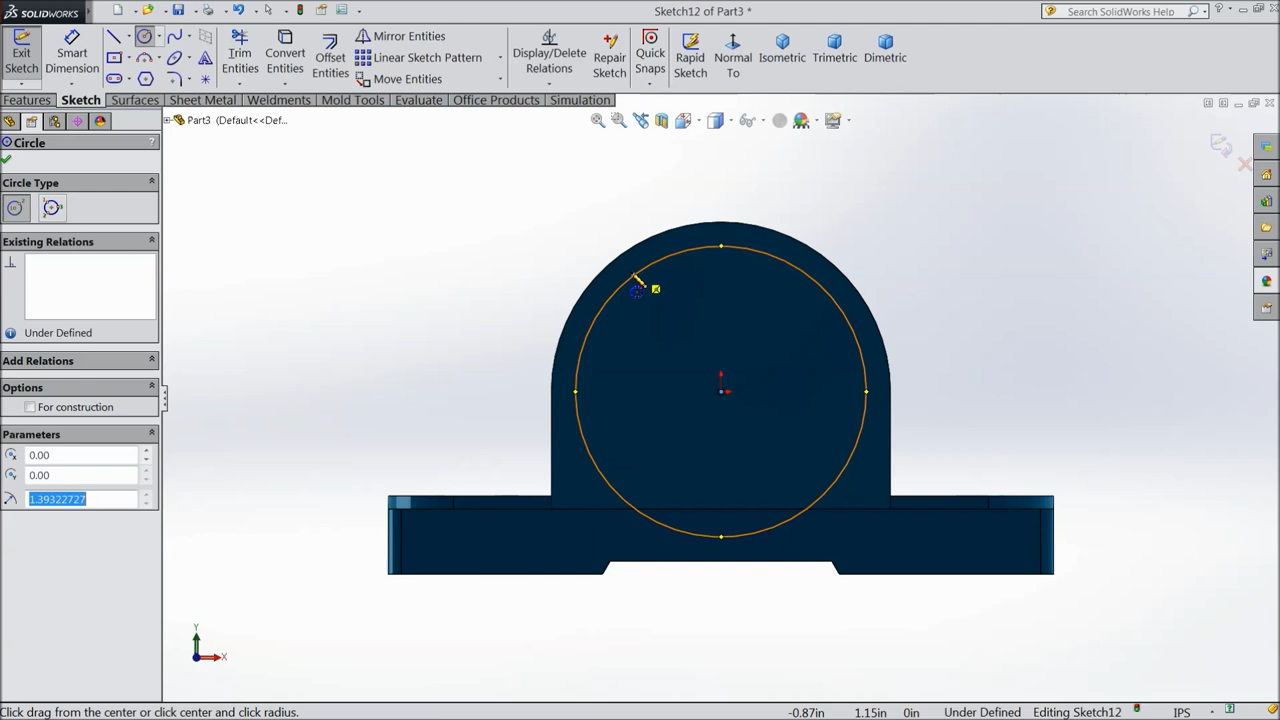 SOLIDWORKS
Sketch12 of Part3 *
Search SolidWorks Help
Exit Sketch
Smart Dimension
Trim Entities
Convert Entities
Offset Entities
Mirror Entities
Linear Sketch Pattern
Move Entities
Display/Delete Relations
Repair Sketch
Quick Snaps
Rapid Sketch
Normal To
Isometric
Trimetric
Dimetric
Features
Sketch
Surfaces
Sheet Metal
Weldments
Mold Tools
Evaluate
Office Products
Simulation
Part3 (Default<<Def...
Circle
?
Circle Type
Existing Relations
Under Defined
Add Relations
Options
For construction
Parameters
0.00
0.00
1.39322727
Y
X
Click drag from the center or click center and click radius.
-0.87in
1.15in
0in
Under Defined
Editing Sketch12
IPS